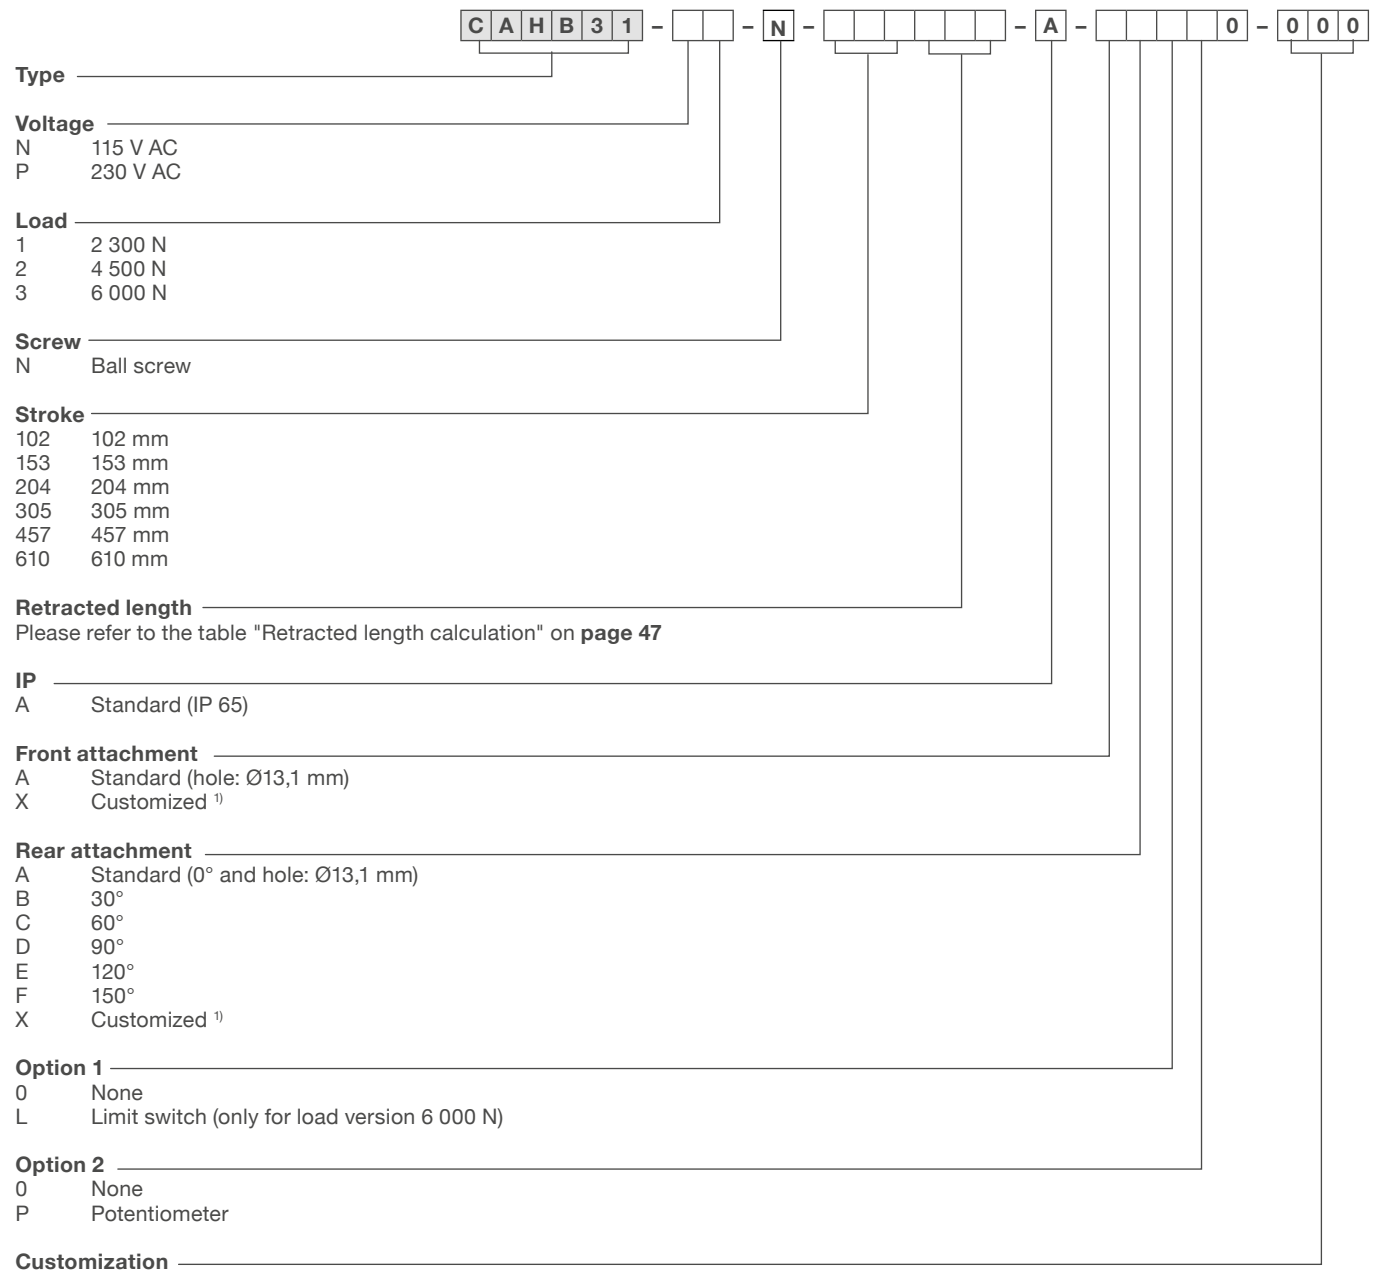 CAHB31 – – N – – A – 0 – 000
Type
Voltage
N 115 V AC
P 230 V AC
Load
1 2 300 N
2 4 500 N
3 6 000 N
Screw
N Ball screw
Stroke
102 102 mm
153 153 mm
204 204 mm
305 305 mm
457 457 mm
610 610 mm
Retracted length
Please refer to the table "Retracted length calculation" on page 47
IP
A Standard (IP 65)
Front attachment
A Standard (hole: Ø13,1 mm)
X Customized 1)
Rear attachment
A Standard (0° and hole: Ø13,1 mm)
B 30°
C 60°
D 90°
E 120°
F 150°
X Customized 1)
Option 1
0 None
L Limit switch (only for load version 6 000 N)
Option 2
0 None
P Potentiometer
Customization